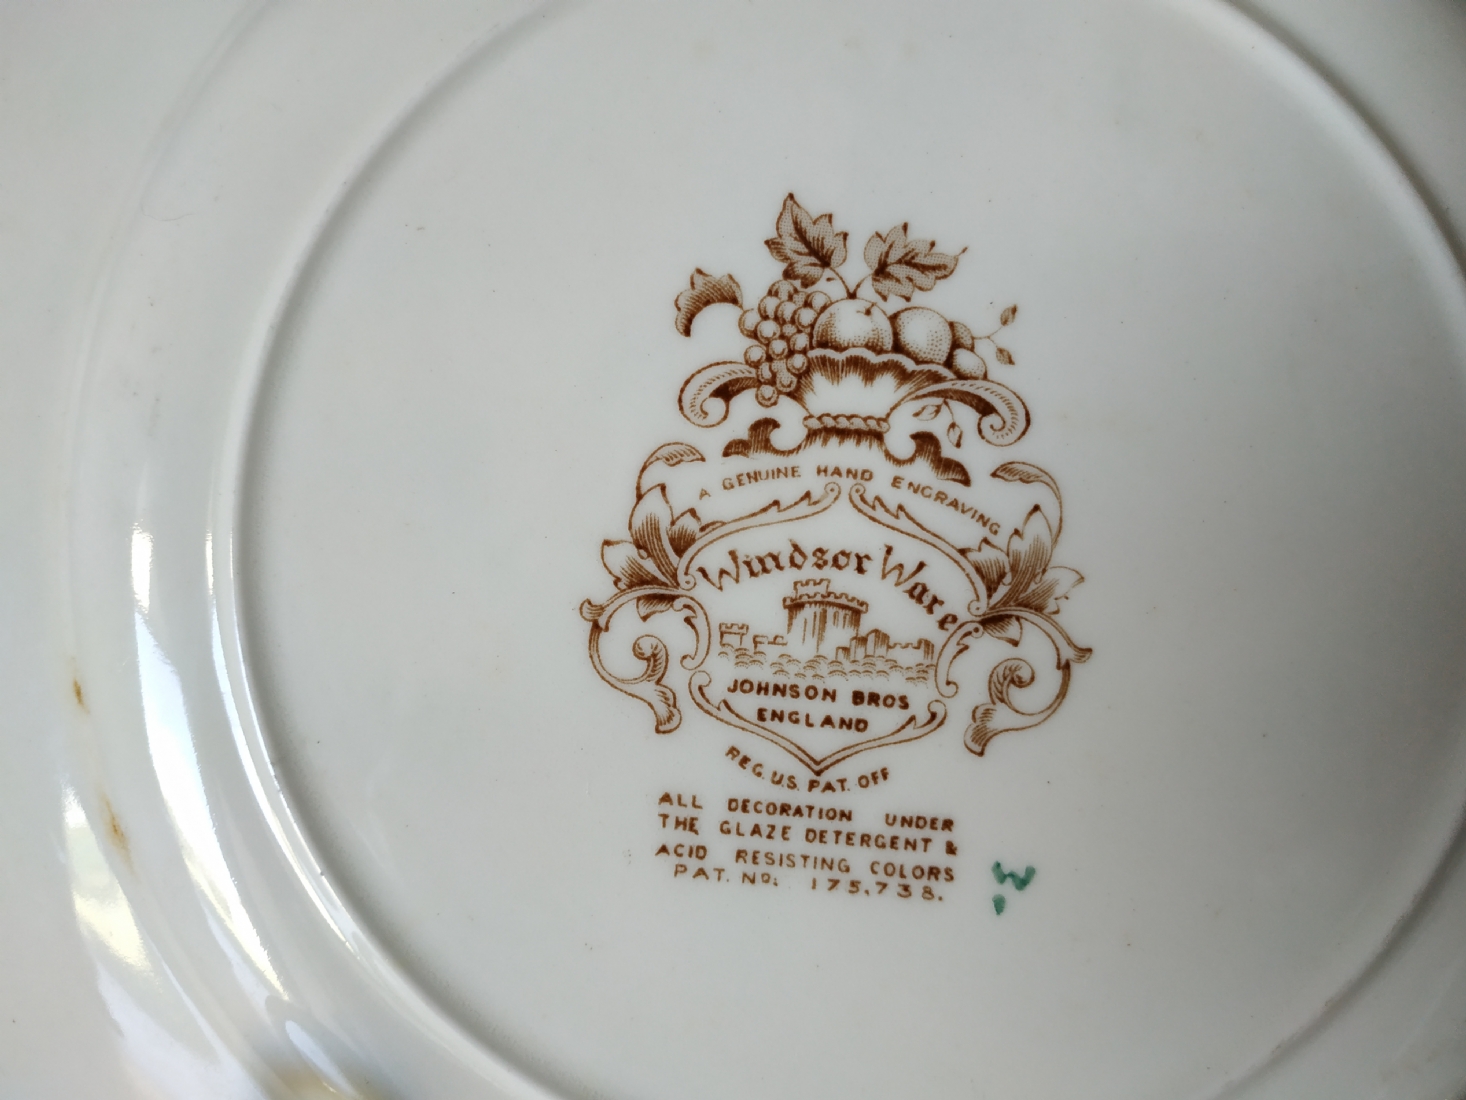 A GENUINE HAND ENGRAVING
Windsor Ware
JOHNSON BROS
ENGLAND
REG. U.S. PAT. OFF
ALL DECORATION UNDER
THE GLAZE DETERGENT &
ACID RESISTING COLORS
PAT. NO: 175,738.
W